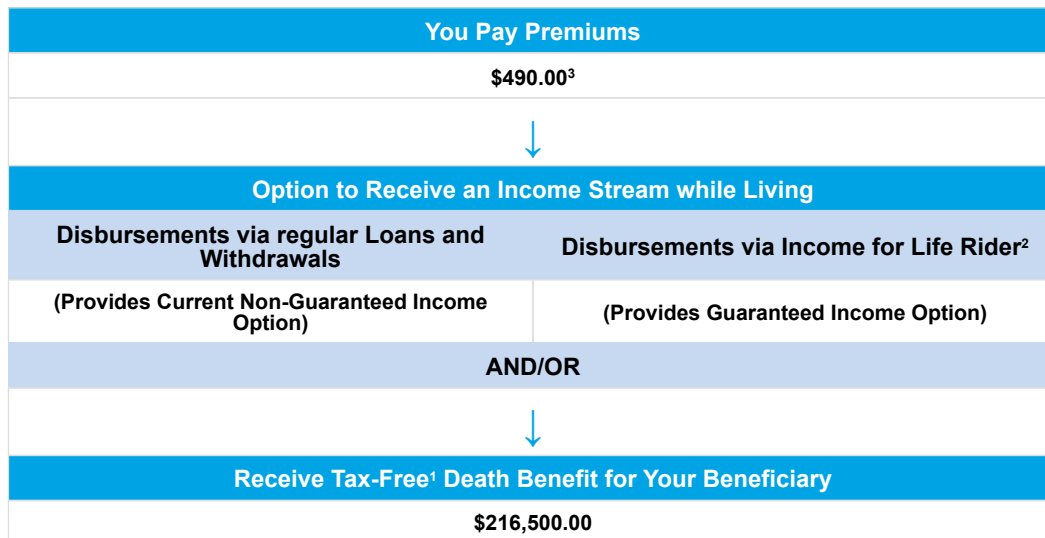 You Pay Premiums
$490.00³
Option to Receive an Income Stream while Living
Disbursements via regular Loans and
Withdrawals
Disbursements via Income for Life Rider²
(Provides Current Non-Guaranteed Income
Option)
(Provides Guaranteed Income Option)
AND/OR
Receive Tax-Free¹ Death Benefit for Your Beneficiary
$216,500.00